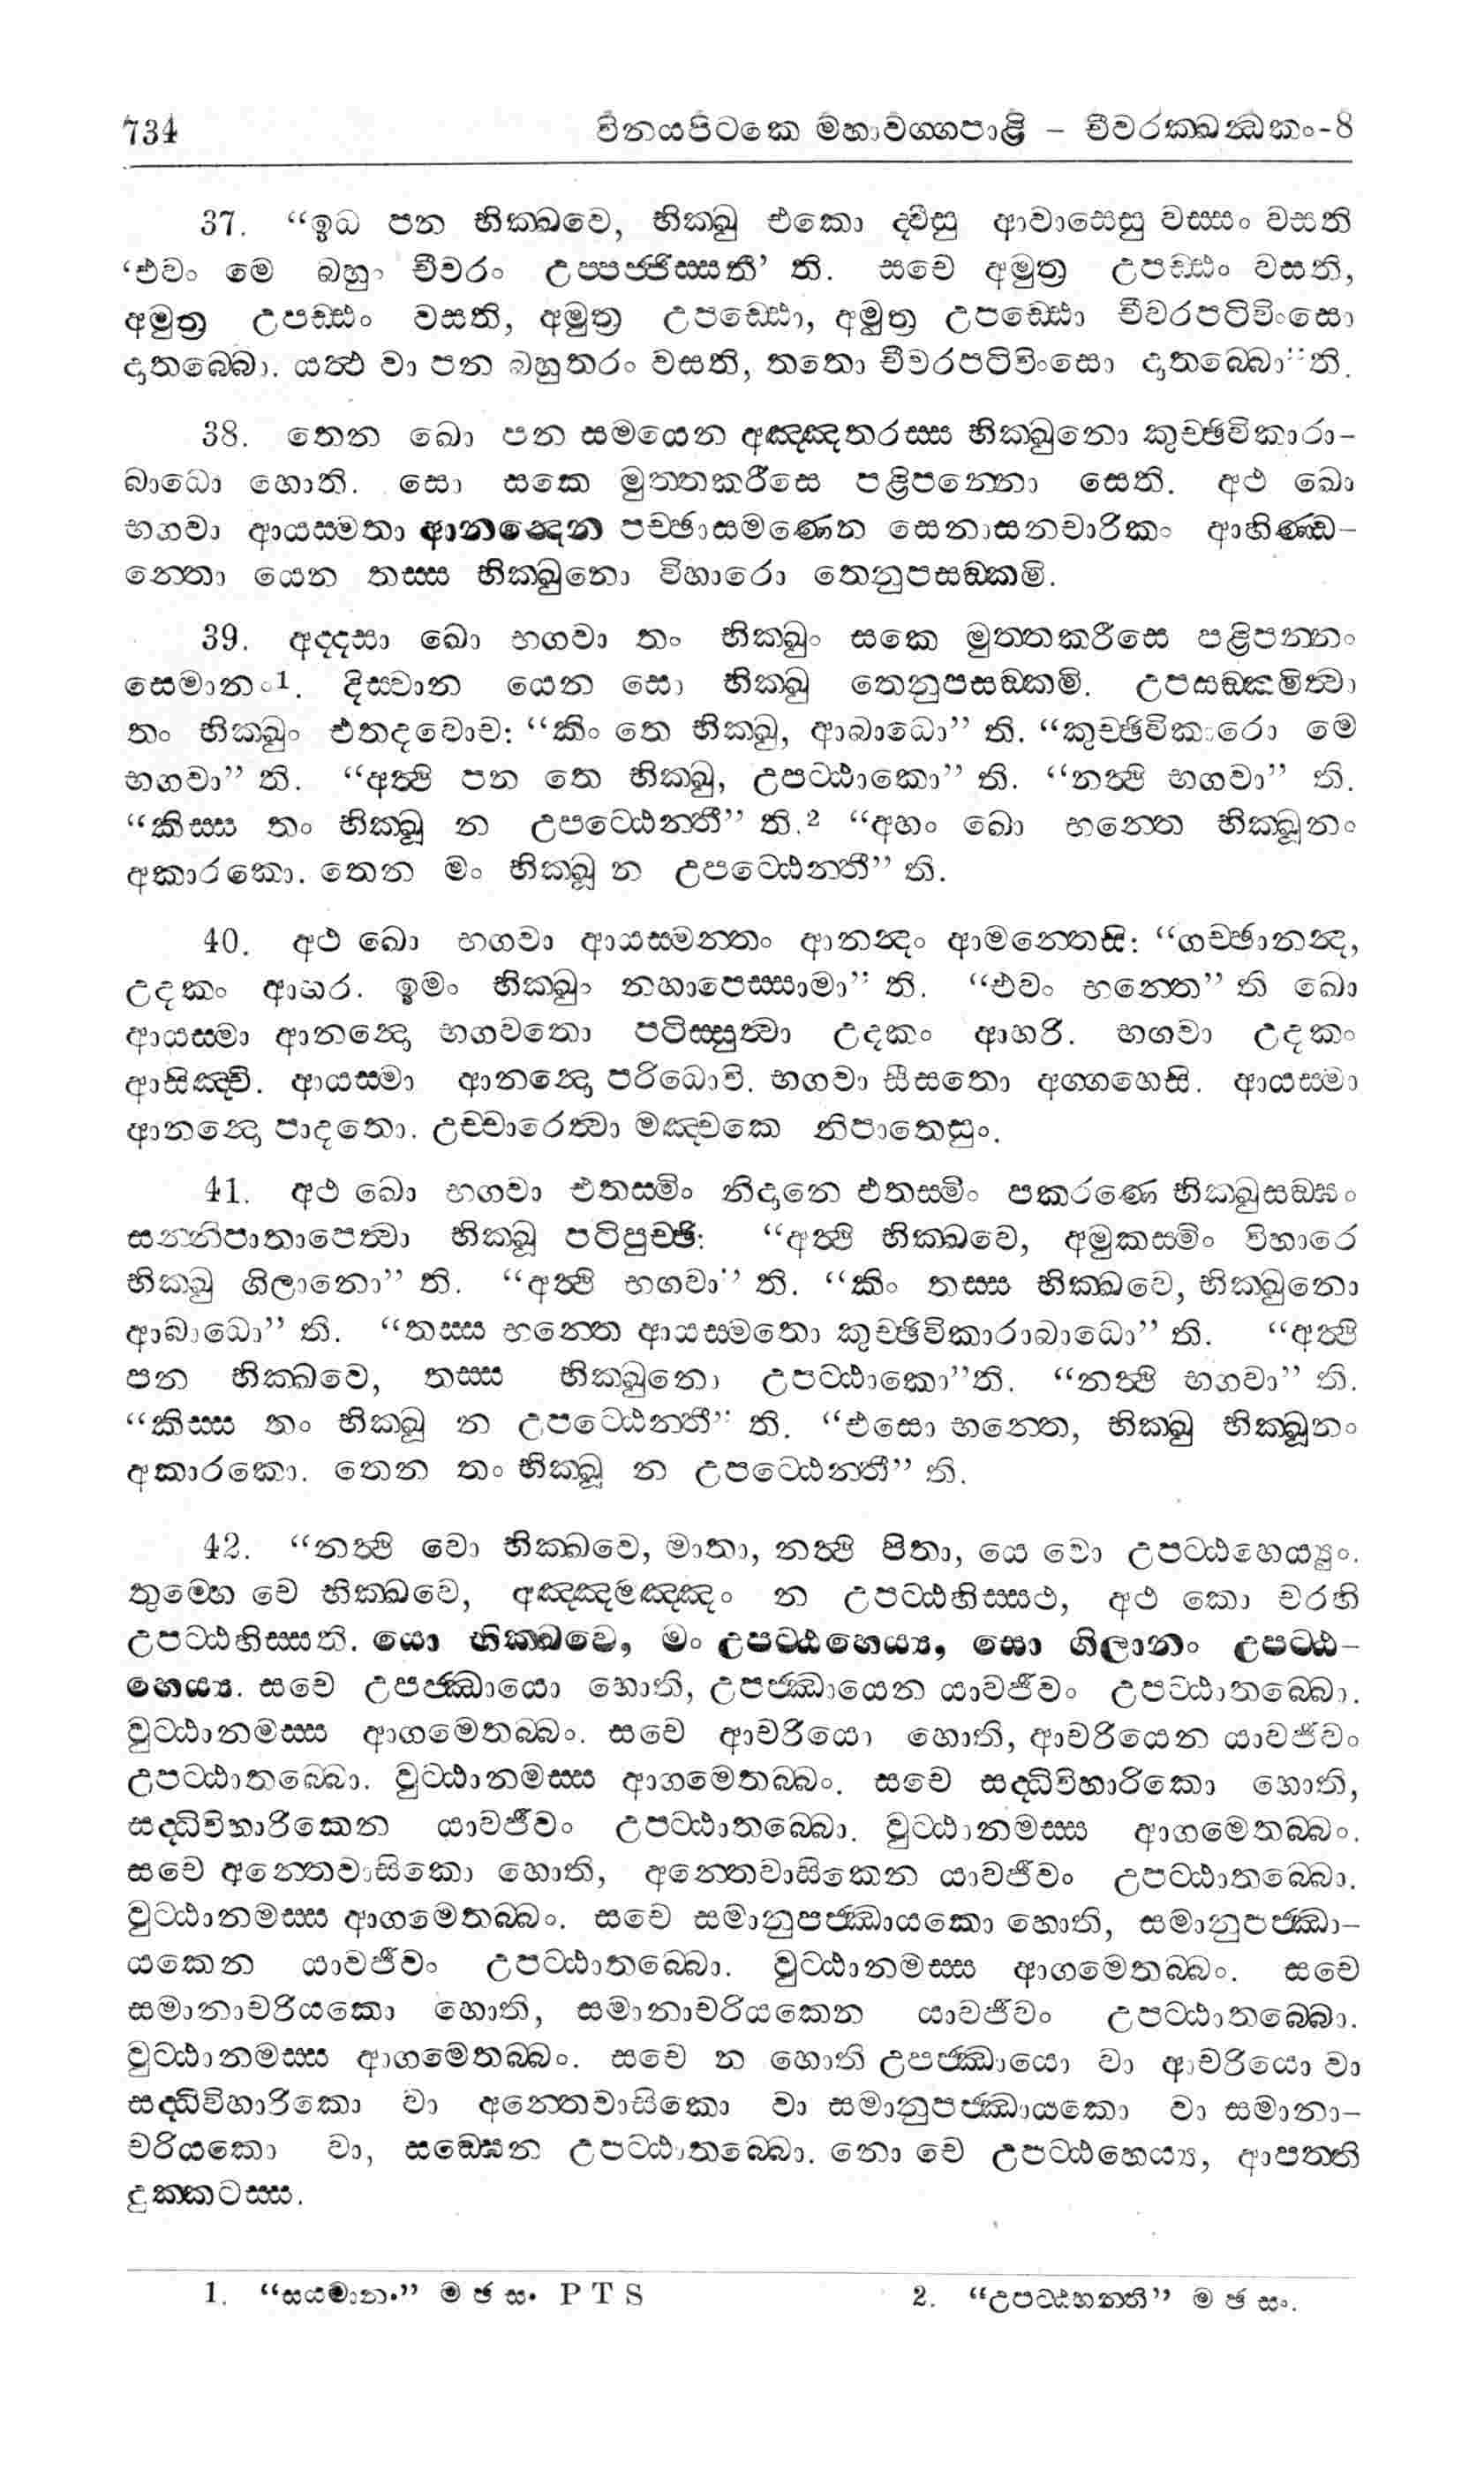 734 විනයපිටකෙ මහාවග්ගපාළි – චීවරක්ඛන්ධකං-8
37. “ඉධ පන භික්ඛවෙ, භික්ඛු එකො ද්වීසු ආවාසෙසු වස්සං වසති
‘එවං මෙ බහුං චීවරං උප්පජ්ජිස්සතී’ ති. සචෙ අමුත්‍ර උපඩ්ඪං වසති,
අමුත්‍ර උපඩ්ඪං වසති, අමුත්‍ර උපඩ්ඪො, අමුත්‍ර උපඩ්ඪො චීවරපටිවිංසො
දාතබ්බො. යත්ථ වා පන බහුතරං වසති, තතො චීවරපටිවිංසො දාතබ්බො”ති.
38. තෙන ඛො පන සමයෙන අඤ්ඤතරස්ස භික්ඛුනො කුච්ඡිවිකාරා-
බාධො හොති. සො සකෙ මුත්තකරීසෙ පළිපන්නො සෙති. අථ ඛො
භගවා ආයස්මතා ආනන්දෙන පච්ඡාසමණෙන සෙනාසනචාරිකං ආහිණ්ඩ-
න්තො යෙන තස්ස භික්ඛුනො විහාරො තෙනුපසඞ්කමි.
39. අද්දසා ඛො භගවා තං භික්ඛුං සකෙ මුත්තකරීසෙ පළිපන්නං
සෙමානං1. දිස්වාන යෙන සො භික්ඛු තෙනුපසඞ්කමි. උපසඞ්කමිත්වා
තං භික්ඛුං එතදවොච: “කිං තෙ භික්ඛු, ආබාධො” ති. “කුච්ඡිවිකාරො මෙ
භගවා” ති. “අත්ථි පන තෙ භික්ඛු, උපට්ඨාකො” ති. “නත්ථි භගවා” ති.
“කිස්ස තං භික්ඛූ න උපට්ඨෙන්තී” ති.2 “අහං ඛො භන්තෙ භික්ඛූනං
අකාරකො. තෙන මං භික්ඛූ න උපට්ඨෙන්තී” ති.
40. අථ ඛො භගවා ආයස්මන්තං ආනන්දං ආමන්තෙසි: “ගච්ඡානන්ද,
උදකං ආහර. ඉමං භික්ඛුං නහාපෙස්සාමා” ති. “එවං භන්තෙ” ති ඛො
ආයස්මා ආනන්දො භගවතො පටිස්සුත්වා උදකං ආහරි. භගවා උදකං
ආසිඤ්චි. ආයස්මා ආනන්දො පරිධොවි. භගවා සීසතො අග්ගහෙසි. ආයස්මා
ආනන්දො පාදතො. උච්චාරෙත්වා මඤ්චකෙ නිපාතෙසුං.
41. අථ ඛො භගවා එතස්මිං නිදානෙ එතස්මිං පකරණෙ භික්ඛුසඞ්ඝං
සන්නිපාතාපෙත්වා භික්ඛූ පටිපුච්ඡි: “අත්ථි භික්ඛවෙ, අමුකස්මිං විහාරෙ
භික්ඛු ගිලානො” ති. “අත්ථි භගවා” ති. “කිං තස්ස භික්ඛවෙ, භික්ඛුනො
ආබාධො” ති. “තස්ස භන්තෙ ආයස්මතො කුච්ඡිවිකාරාබාධො” ති. “අත්ථි
පන භික්ඛවෙ, තස්ස භික්ඛුනො උපට්ඨාකො”ති. “නත්ථි භගවා” ති.
“කිස්ස තං භික්ඛූ න උපට්ඨෙන්තී” ති. “එසො භන්තෙ, භික්ඛු භික්ඛූනං
අකාරකො. තෙන තං භික්ඛූ න උපට්ඨෙන්තී” ති.
42. “නත්ථි වො භික්ඛවෙ, මාතා, නත්ථි පිතා, යෙ වො උපට්ඨහෙය්‍යුං.
තුම්හෙ චෙ භික්ඛවෙ, අඤ්ඤමඤ්ඤං න උපට්ඨහිස්සථ, අථ කො චරහි
උපට්ඨහිස්සති. යො භික්ඛවෙ, මං උපට්ඨහෙය්‍ය, සො ගිලානං උපට්ඨ-
හෙය්‍ය. සචෙ උපජ්ඣායො හොති, උපජ්ඣායෙන යාවජීවං උපට්ඨාතබ්බො.
වුට්ඨානමස්ස ආගමෙතබ්බං. සචෙ ආචරියො හොති, ආචරියෙන යාවජීවං
උපට්ඨාතබ්බො. වුට්ඨානමස්ස ආගමෙතබ්බං. සචෙ සද්ධිවිහාරිකො හොති,
සද්ධිවිහාරිකෙන යාවජීවං උපට්ඨාතබ්බො. වුට්ඨානමස්ස ආගමෙතබ්බං.
සචෙ අන්තෙවාසිකො හොති, අන්තෙවාසිකෙන යාවජීවං උපට්ඨාතබ්බො.
වුට්ඨානමස්ස ආගමෙතබ්බං. සචෙ සමානුපජ්ඣායකො හොති, සමානුපජ්ඣා-
යකෙන යාවජීවං උපට්ඨාතබ්බො. වුට්ඨානමස්ස ආගමෙතබ්බං. සචෙ
සමානාචරියකො හොති, සමානාචරියකෙන යාවජීවං උපට්ඨාතබ්බො.
වුට්ඨානමස්ස ආගමෙතබ්බං. සචෙ න හොති උපජ්ඣායො වා ආචරියො වා
සද්ධිවිහාරිකො වා අන්තෙවාසිකො වා සමානුපජ්ඣායකො වා සමානා-
චරියකො වා, සඞ්ඝෙන උපට්ඨාතබ්බො. නො චෙ උපට්ඨහෙය්‍ය, ආපත්ති
දුක්කටස්ස.
1. “සයමානං” ම ඡ සං PTS 2. “උපට්ඨහන්ති” ම ඡ සං.